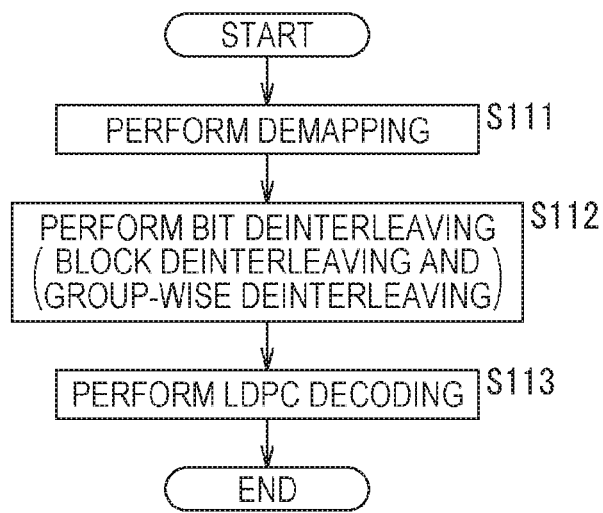 START
PERFORM DEMAPPING
S111
PERFORM BIT DEINTERLEAVING
(BLOCK DEINTERLEAVING AND
GROUP-WISE DEINTERLEAVING)
S112
PERFORM LDPC DECODING
S113
END